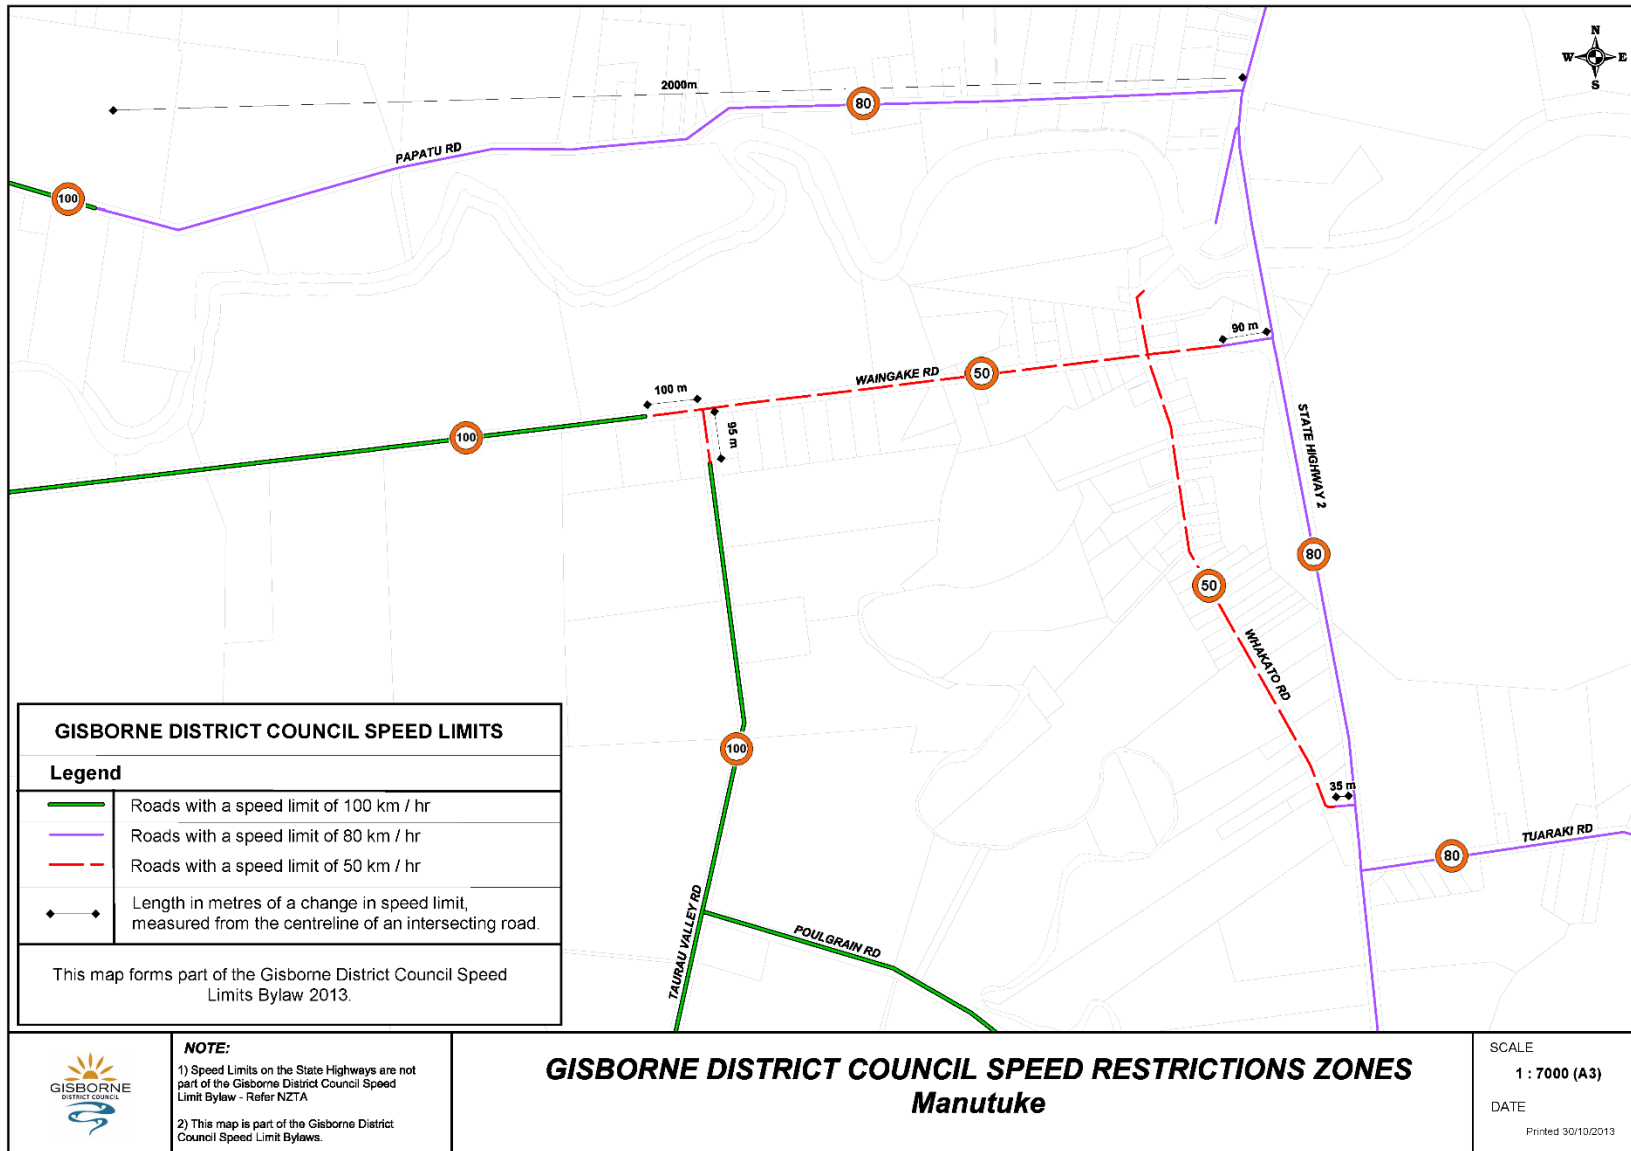 N
W E
S
2000m
80
PAPATU RD
100
90 m
WAINGAKE RD
50
100 m
95 m
100
STATE HIGHWAY 2
80
50
WHAKATO RD
35 m
TUARAKI RD
80
100
TAURAU VALLEY RD
POULGRAIN RD
GISBORNE DISTRICT COUNCIL SPEED LIMITS
Legend
Roads with a speed limit of 100 km / hr
Roads with a speed limit of 80 km / hr
Roads with a speed limit of 50 km / hr
Length in metres of a change in speed limit,
measured from the centreline of an intersecting road.
This map forms part of the Gisborne District Council Speed
Limits Bylaw 2013.
GISBORNE
DISTRICT COUNCIL
NOTE:
1) Speed Limits on the State Highways are not
part of the Gisborne District Council Speed
Limit Bylaw - Refer NZTA
2) This map is part of the Gisborne District
Council Speed Limit Bylaws.
GISBORNE DISTRICT COUNCIL SPEED RESTRICTIONS ZONES
Manutuke
SCALE
1 : 7000 (A3)
DATE
Printed 30/10/2013